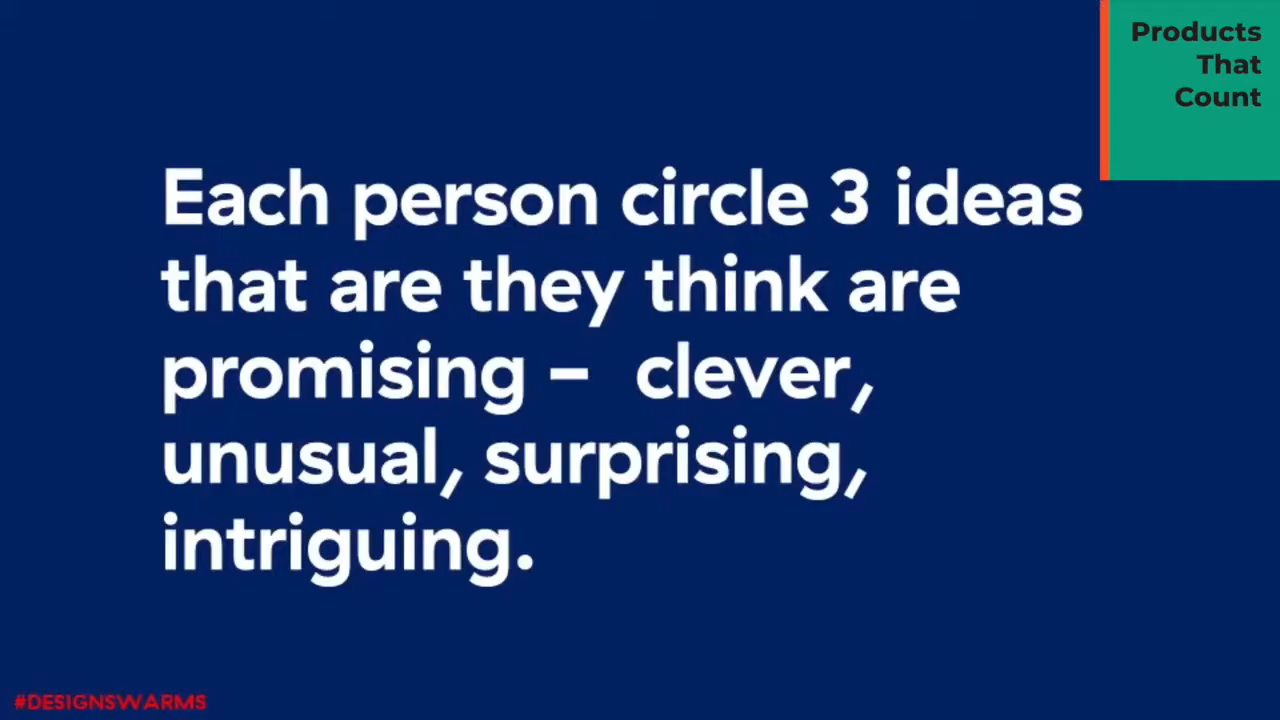 Products
That
Count
Each person circle 3 ideas
that are they think are
promising – clever,
unusual, surprising,
intriguing.
#DESIGNSWARMS